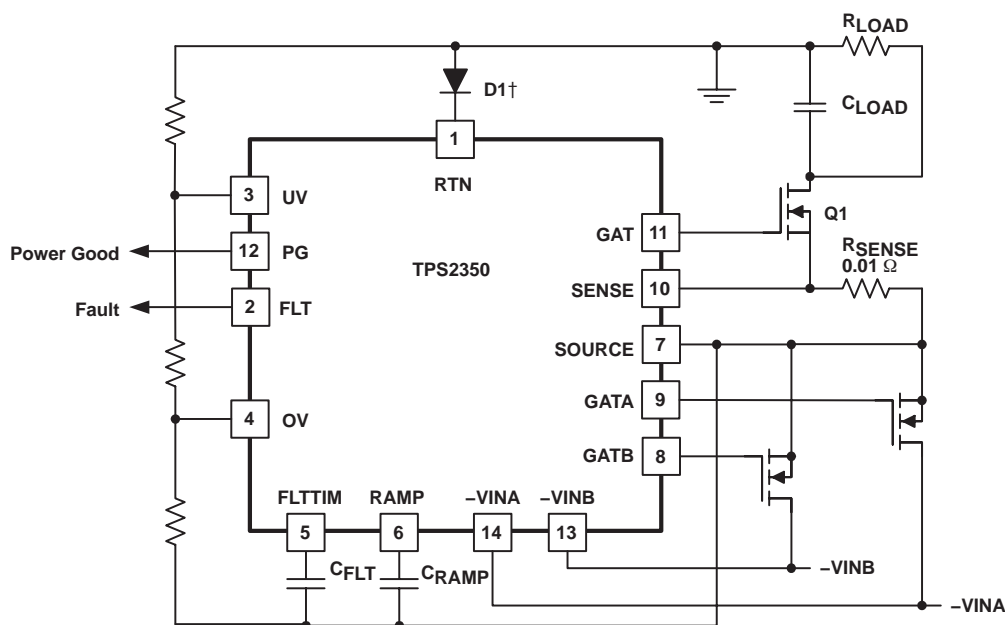 RLOAD
D1†
CLOAD
1
RTN
3 UV
GAT 11
Q1
Power Good
12 PG
TPS2350
RSENSE
0.01 Ω
SENSE 10
Fault
2 FLT
SOURCE 7
GATA 9
4 OV
GATB 8
FLTTIM RAMP –VINA –VINB
5 6 14 13
CFLT CRAMP
–VINB
–VINA